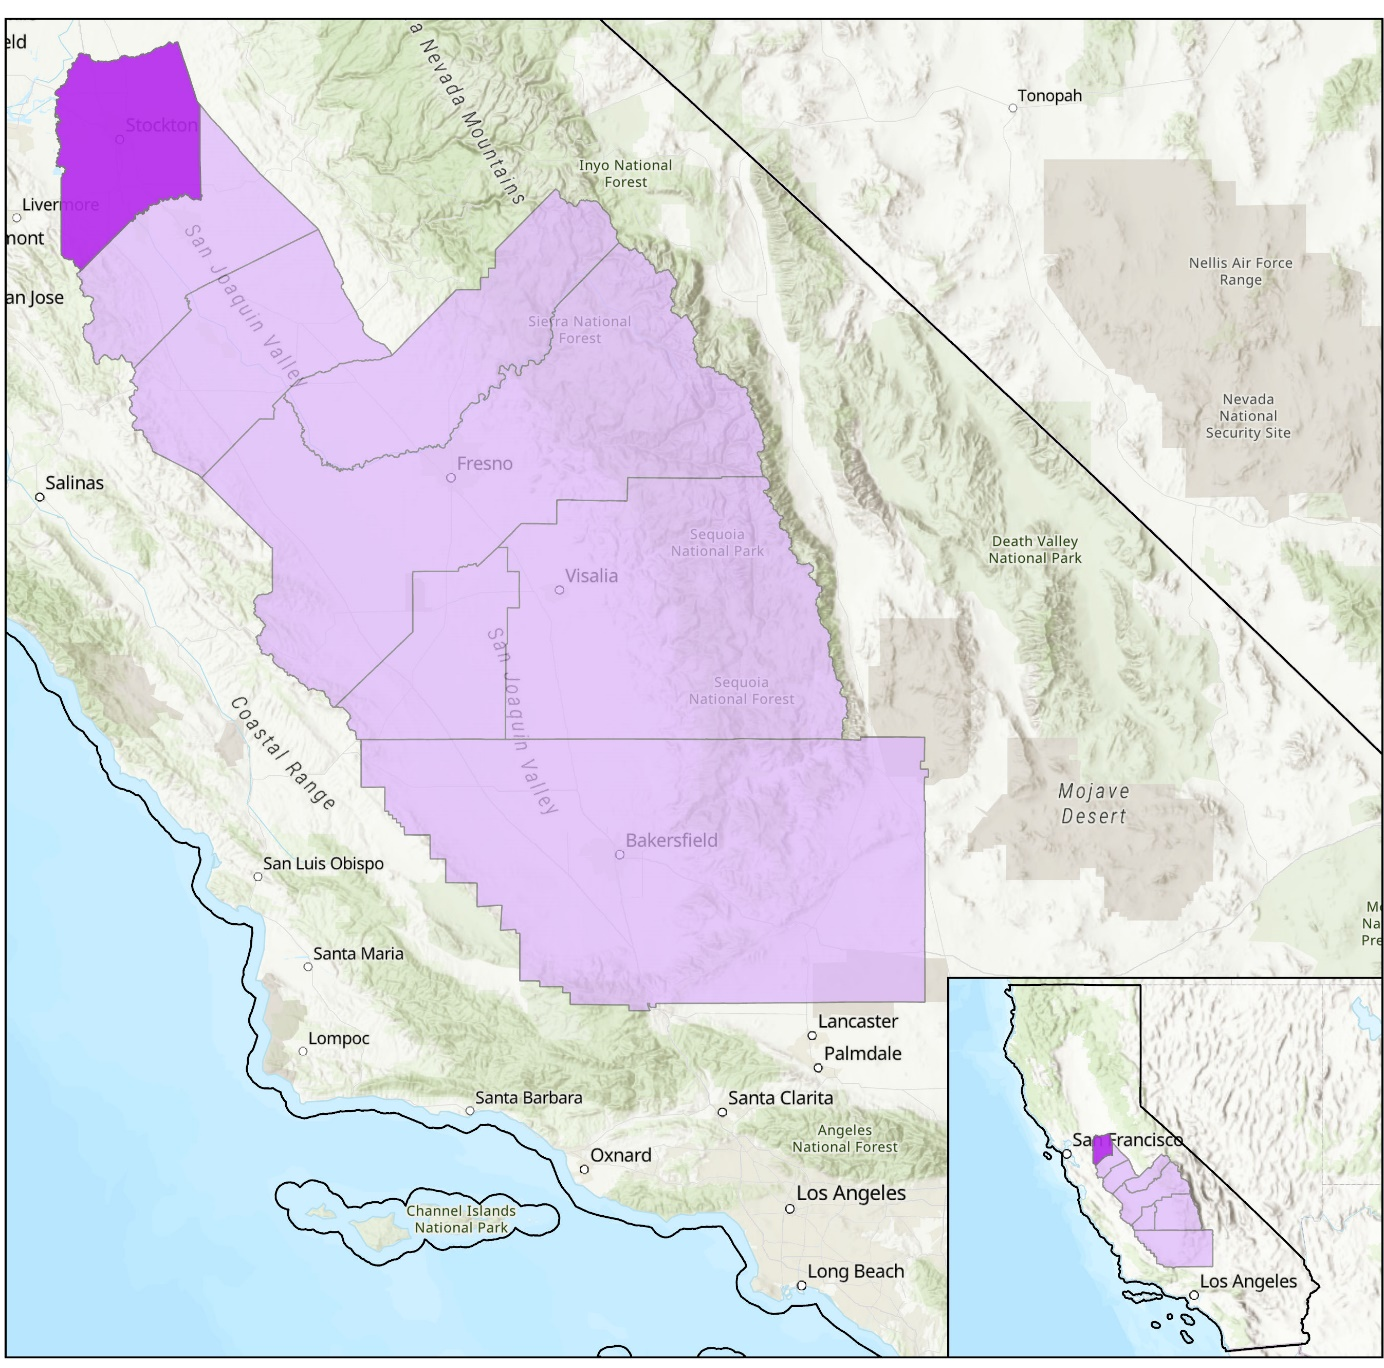 eld
a Nevada Mountains
Tonopah
Stockton
Inyo National
Forest
Livermore
mont
San Joaquin Valley
Nellis Air Force
Range
an Jose
Sierra National
Forest
Nevada
National
Security Site
Fresno
Salinas
Sequoia
National Park
Death Valley
National Park
Visalia
San Joaquin Valley
Sequoia
National Forest
Coastal Range
Mojave
Desert
Bakersfield
San Luis Obispo
Mo
Na
Pre
Santa Maria
Lancaster
Lompoc
Palmdale
Santa Barbara
Santa Clarita
Angeles
National Forest
Oxnard
Los Angeles
Channel Islands
National Park
Long Beach
San Francisco
Los Angeles